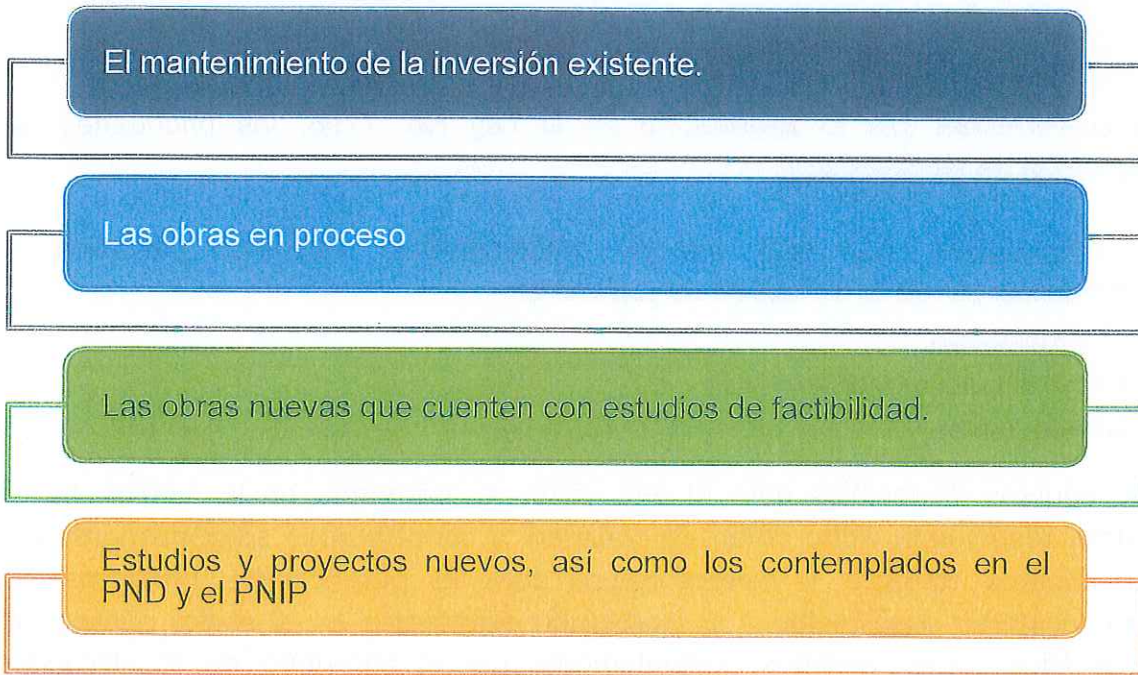 El mantenimiento de la inversión existente.
Las obras en proceso
Las obras nuevas que cuenten con estudios de factibilidad.
Estudios y proyectos nuevos, así como los contemplados en el
PND y el PNIP